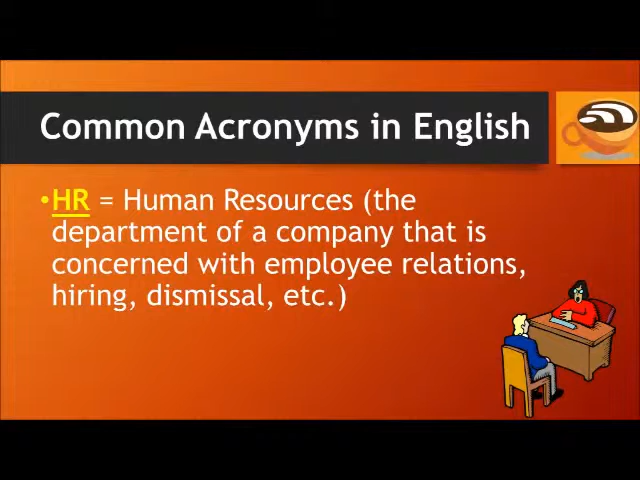 Common Acronyms in English
•HR = Human Resources (the
department of a company that is
concerned with employee relations,
hiring, dismissal, etc.)